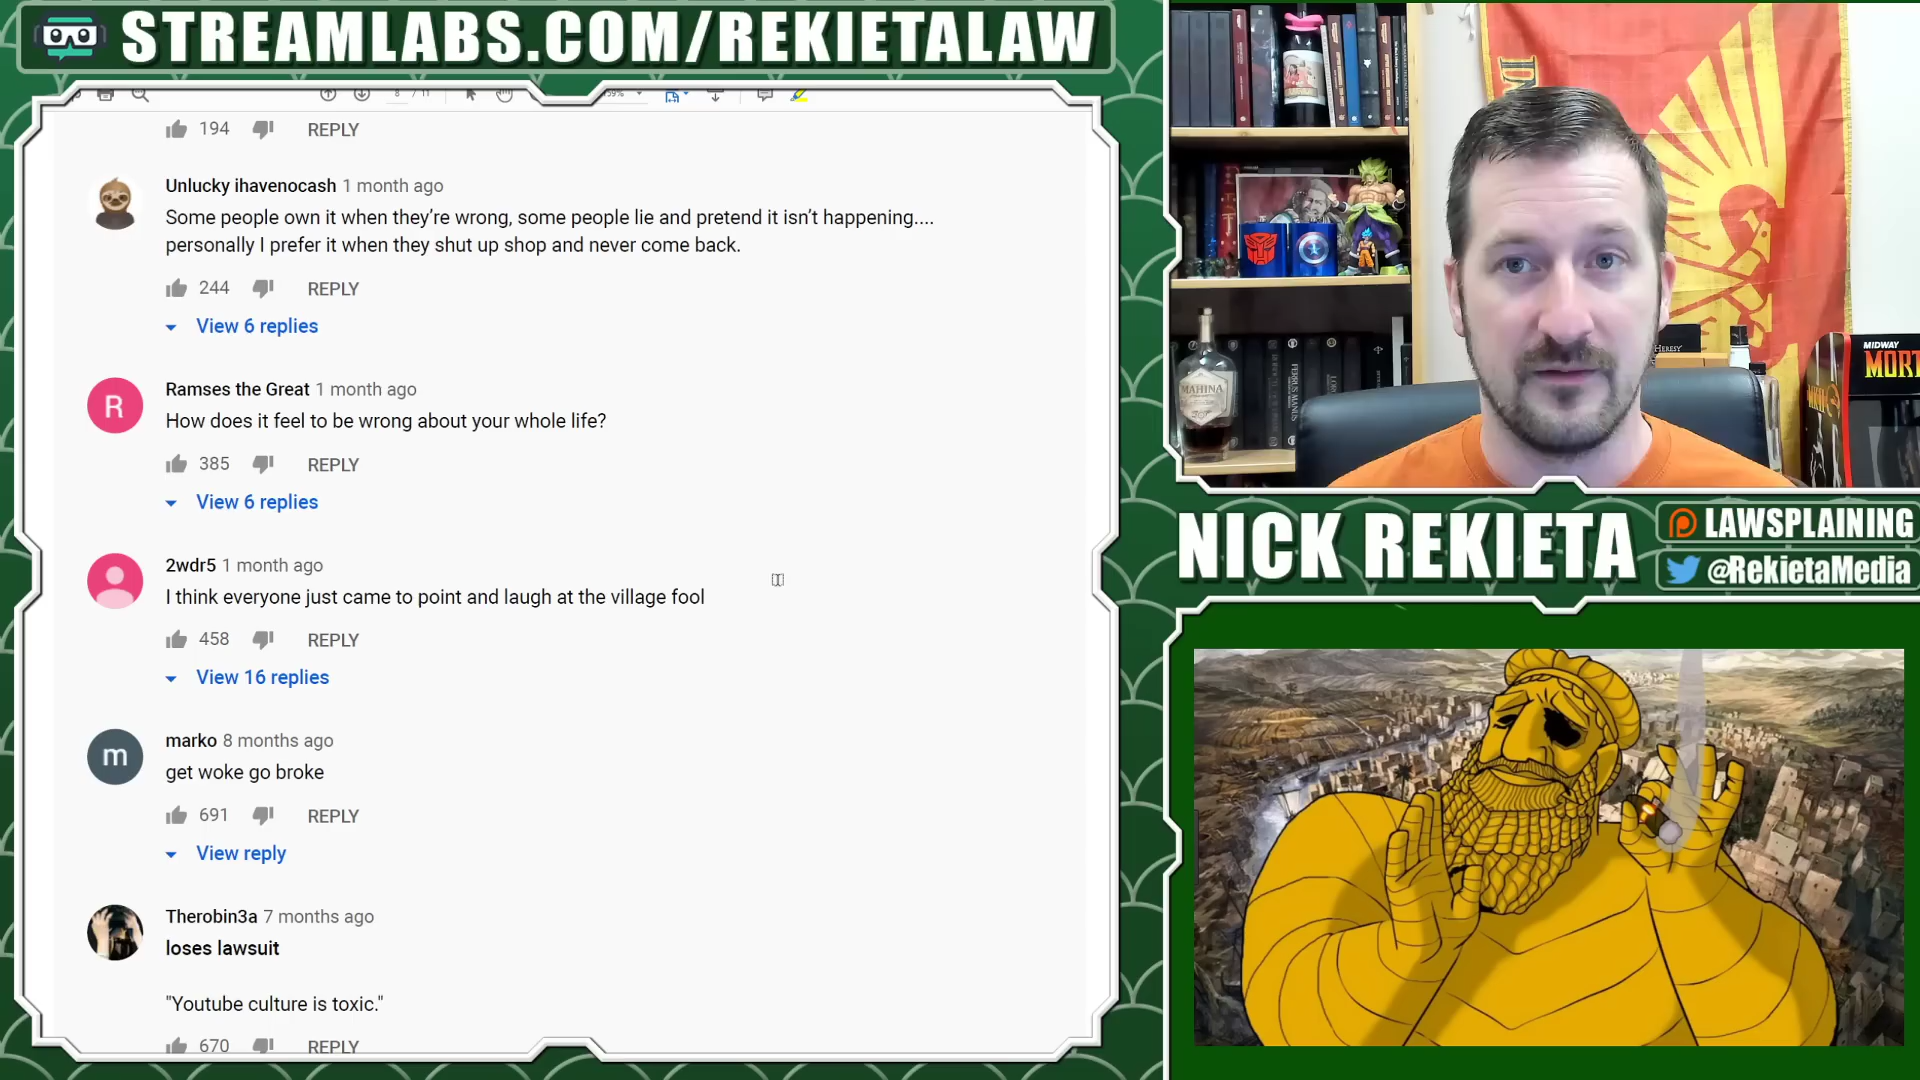 STREAMLABS.COM/REKIETALAW
8 / 11
194 REPLY
Unlucky ihavenocash 1 month ago
Some people own it when they’re wrong, some people lie and pretend it isn’t happening....
personally I prefer it when they shut up shop and never come back.
244 REPLY
View 6 replies
Ramses the Great 1 month ago
R
How does it feel to be wrong about your whole life?
385 REPLY
View 6 replies
2wdr5 1 month ago
I think everyone just came to point and laugh at the village fool
458 REPLY
View 16 replies
marko 8 months ago
m
get woke go broke
691 REPLY
View reply
Therobin3a 7 months ago
loses lawsuit
"Youtube culture is toxic."
670 REPLY
MAHINA
HERESY
MIDWAY
NICK REKIETA
LAWSPLAINING
@RekietaMedia